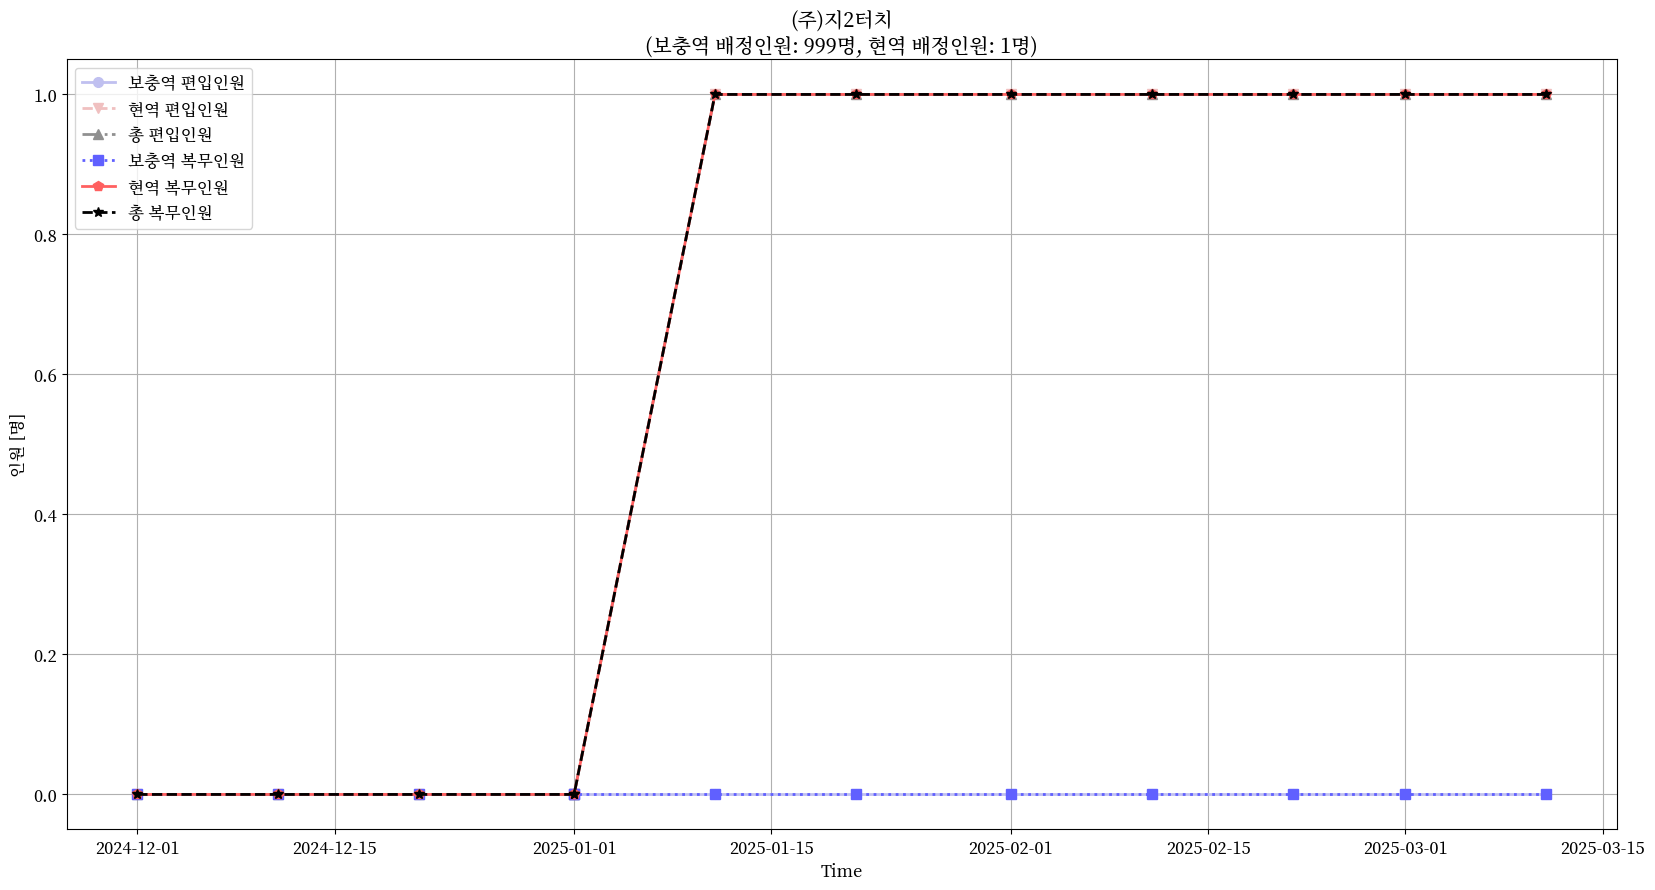 (주)지2터치
(보충역 배정인원: 999명, 현역 배정인원: 1명)
보충역 편입인원
현역 편입인원
총 편입인원
보충역 복무인원
현역 복무인원
총 복무인원
1.0
0.8
0.6
0.4
0.2
0.0
인원 [명]
2024-12-01
2024-12-15
2025-01-01
2025-01-15
2025-02-01
2025-02-15
2025-03-01
2025-03-15
Time